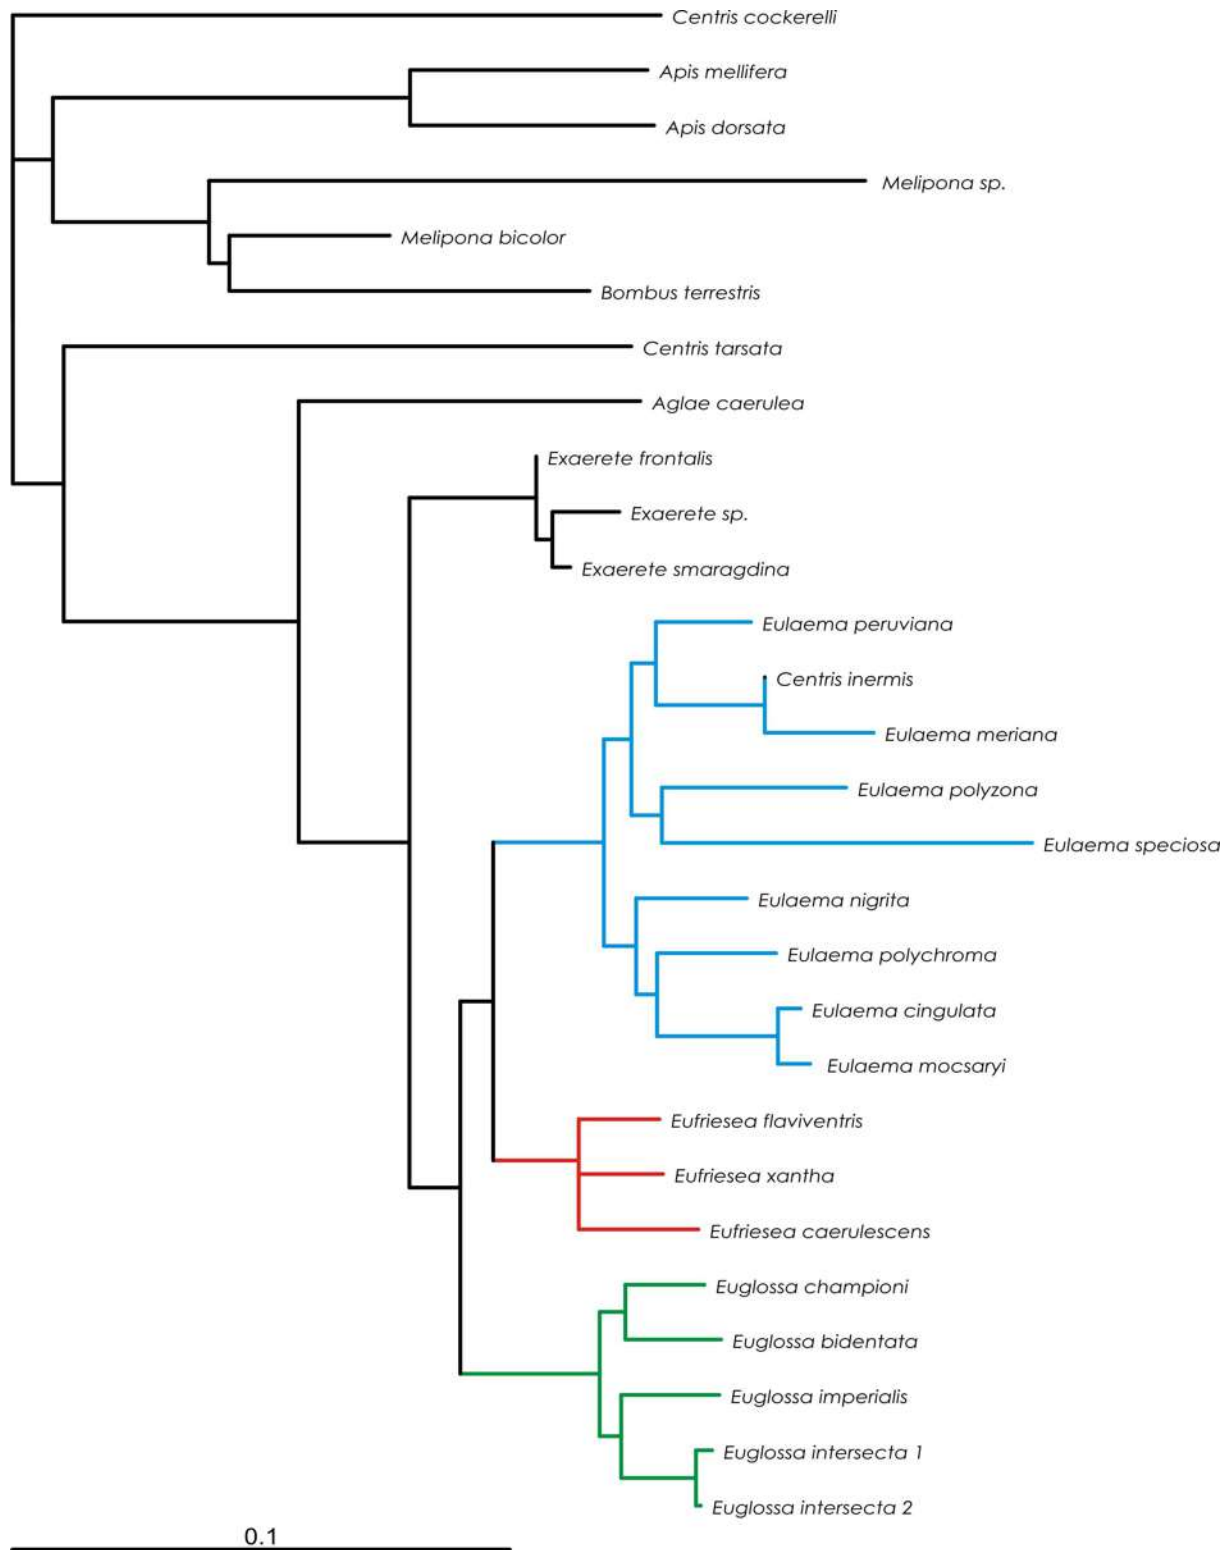 Centris cockerelli
Apis mellifera
Apis dorsata
Melipona sp.
Melipona bicolor
Bombus terrestris
Centris tarsata
Aglae caerulea
Exaerete frontalis
Exaerete sp.
Exaerete smaragdina
Eulaema peruviana
Centris inermis
Eulaema meriana
Eulaema polyzona
Eulaema speciosa
Eulaema nigrita
Eulaema polychroma
Eulaema cingulata
Eulaema mocsaryi
Eufriesea flaviventris
Eufriesea xantha
Eufriesea caerulescens
Euglossa championi
Euglossa bidentata
Euglossa imperialis
Euglossa intersecta 1
Euglossa intersecta 2
0.1